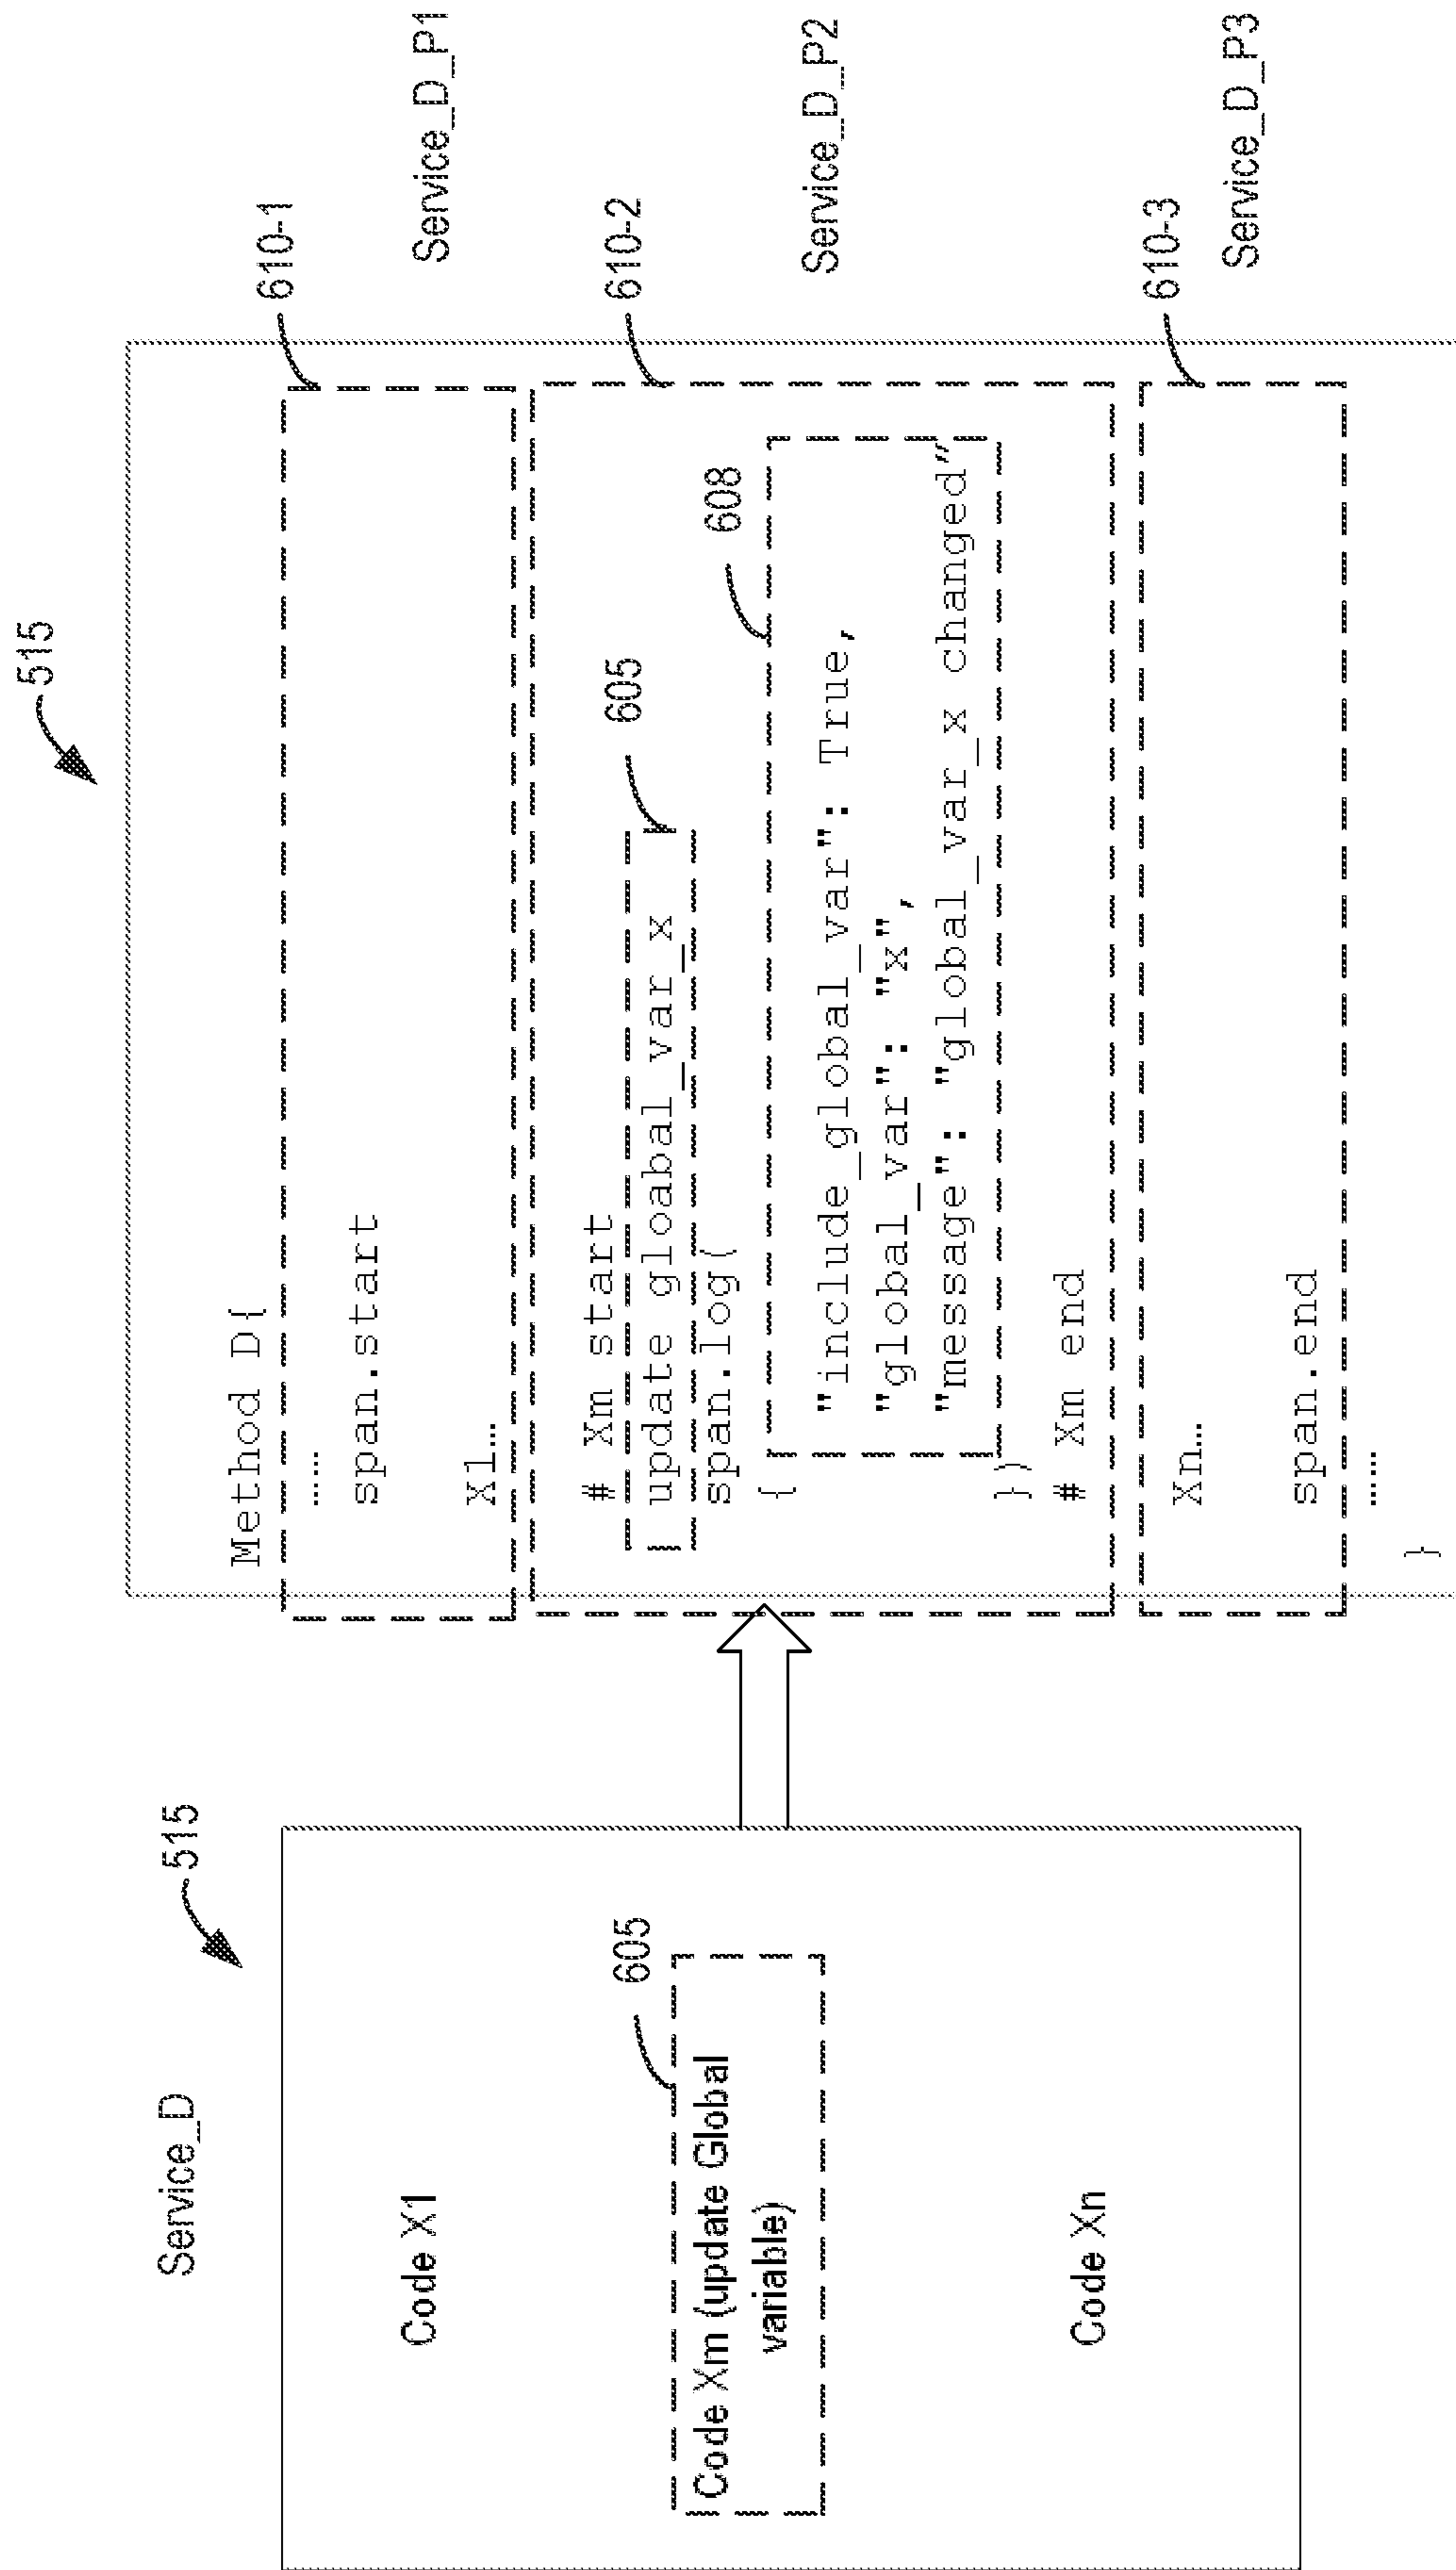 Service_D
515
Code X1
605
Code Xm (update Global
variable)
Code Xn
515
Method D{
......
span.start
X1…
610-1
Service_D_P1
# Xm start
605
update gloabal_var_x
span.log(
{
608
"include_global_var": True,
"global_var": "x",
"message": "global_var_x changed”
})
# Xm end
610-2
Service_D_P2
Xn…
span.end
610-3
Service_D_P3
......
}